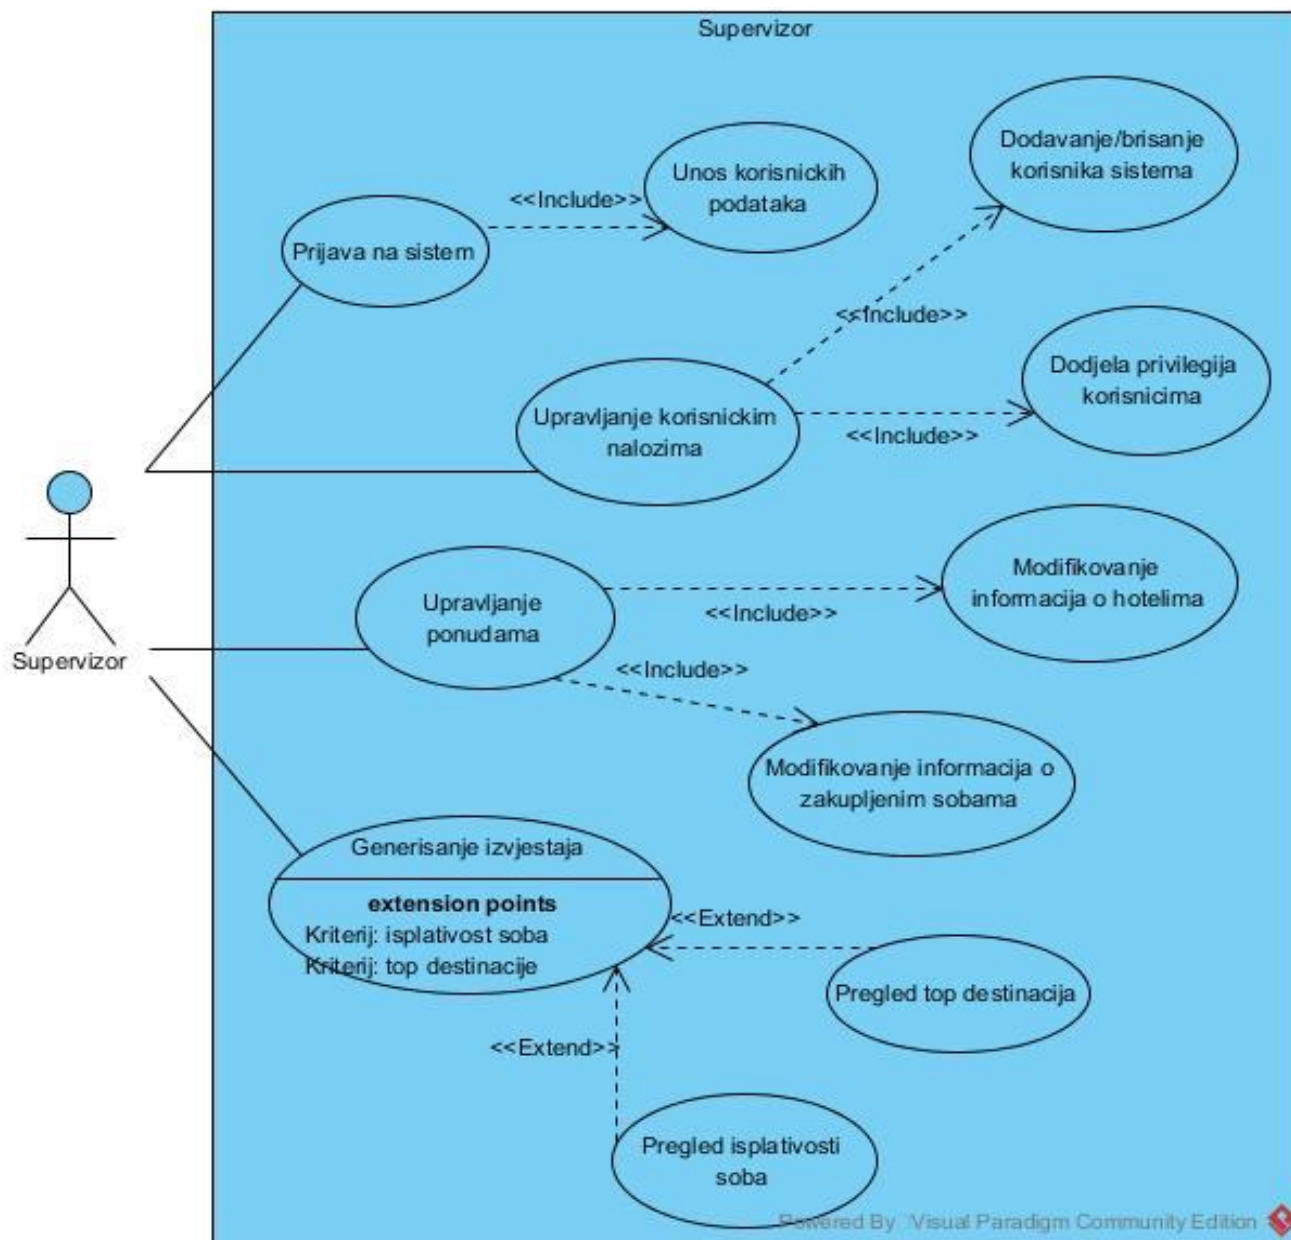 Supervizor
Dodavanje/brisanje
korisnika sistema
Unos korisnickih
podataka
<<Include>>
Prijava na sistem
<<Include>>
Dodjela privilegija
korisnicima
Upravljanje korisnickim
nalozima
<<Include>>
Modifikovanje
informacija o hotelima
Upravljanje
ponudama
<<Include>>
Supervizor
<<Include>>
Modifikovanje informacija o
zakupljenim sobama
Generisanje izvjestaja
extension points
Kriterij: isplativost soba
Kriterij: top destinacije
<<Extend>>
Pregled top destinacija
<<Extend>>
Pregled isplativosti
soba
Powered By Visual Paradigm Community Edition